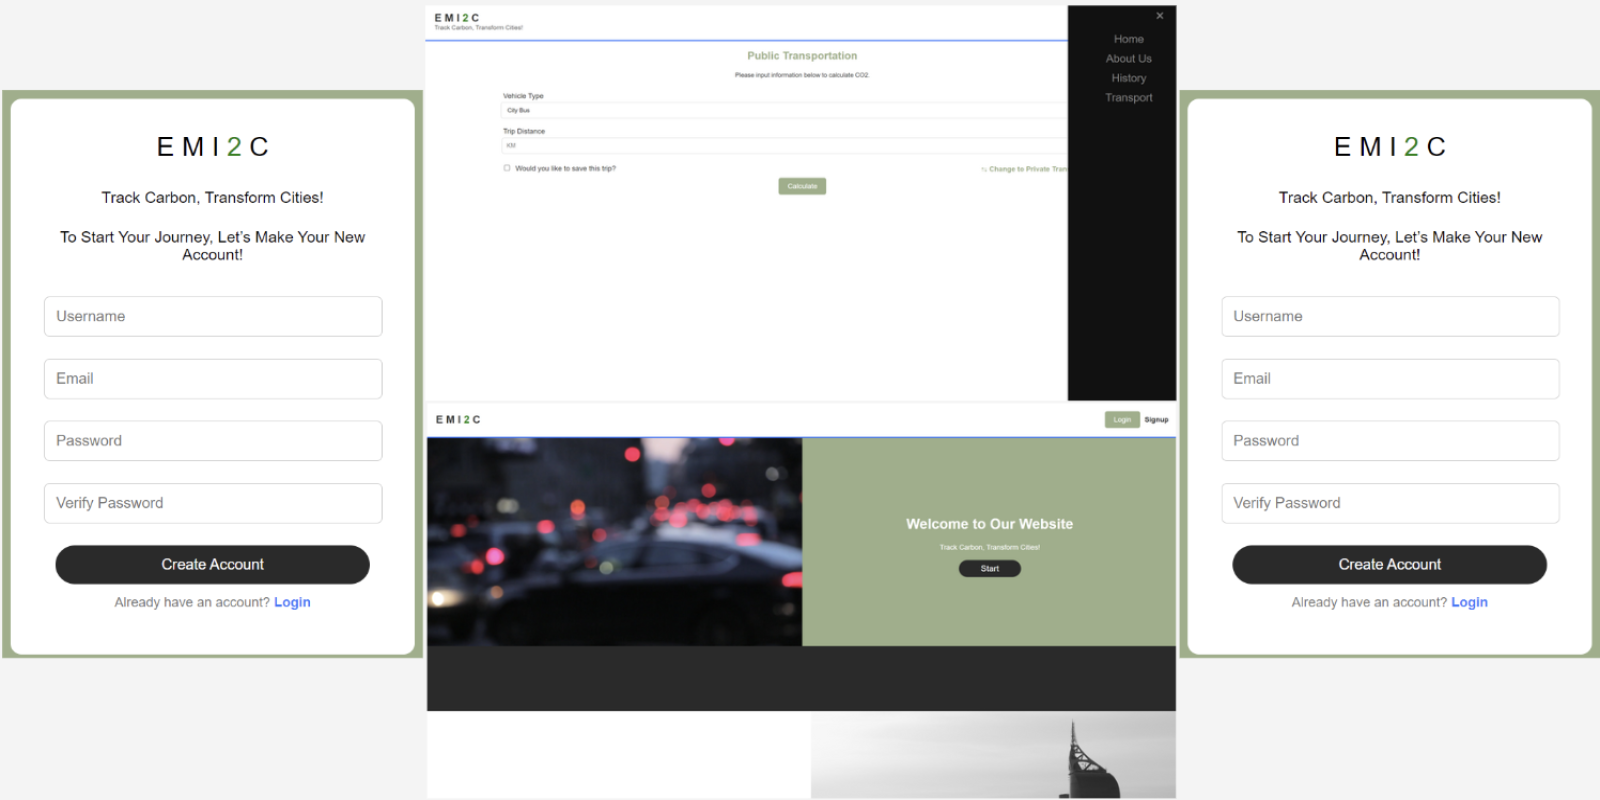 E M I 2 C
Track Carbon, Transform Cities!
To Start Your Journey, Let’s Make Your New
Account!
Username
Email
Password
Verify Password
Create Account
Already have an account? Login
E M I 2 C
Track Carbon, Transform Cities!
×
Home
About Us
History
Transport
Public Transportation
Please input information below to calculate CO2.
Vehicle Type
City Bus
Trip Distance
KM
Would you like to save this trip?
Change to Private Tran
Calculate
E M I 2 C
Login Signup
Welcome to Our Website
Track Carbon, Transform Cities!
Start
E M I 2 C
Track Carbon, Transform Cities!
To Start Your Journey, Let’s Make Your New
Account!
Username
Email
Password
Verify Password
Create Account
Already have an account? Login